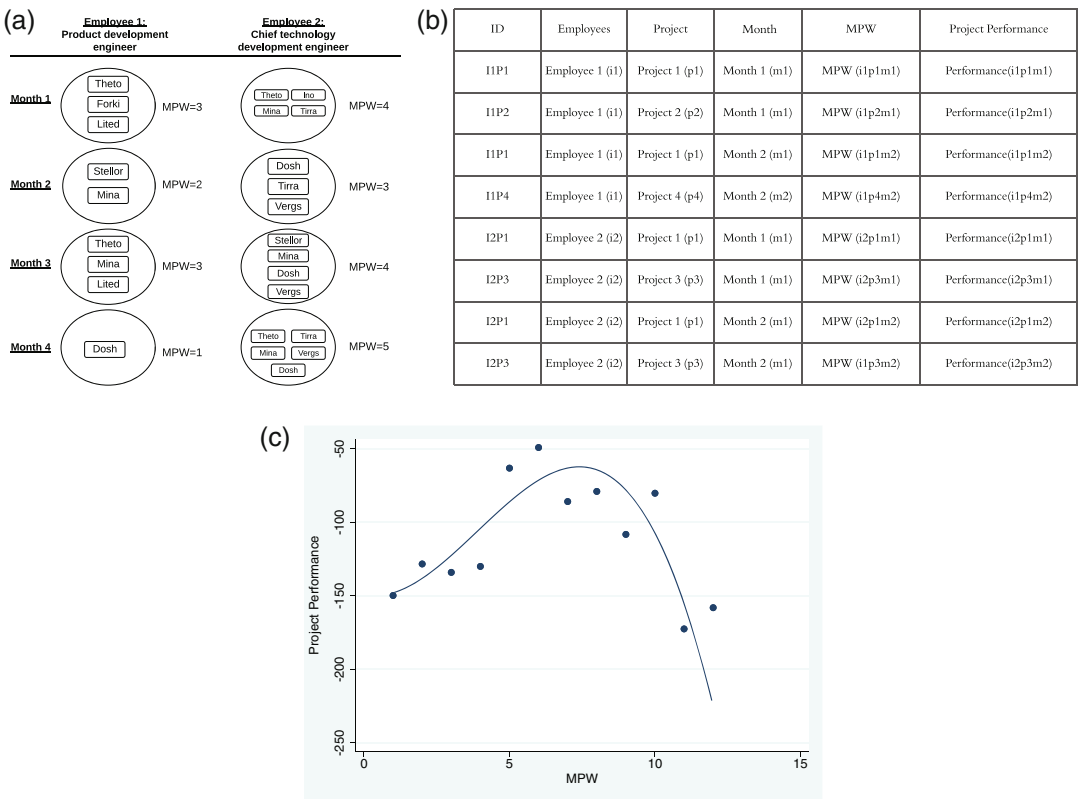 (a)
Employee 1:
Product development
engineer
Employee 2:
Chief technology
development engineer
Month 1
Theto
Forki
Lited
MPW=3
Theto Ino
Mina Tirra
MPW=4
Month 2
Stellor
Mina
MPW=2
Dosh
Tirra
Vergs
MPW=3
Month 3
Theto
Mina
Lited
MPW=3
Stellor
Mina
Dosh
Vergs
MPW=4
Month 4
Dosh
MPW=1
Theto Tirra
Mina Vergs
Dosh
MPW=5
(b)
ID Employees Project Month MPW Project Performance
I1P1 Employee 1 (i1) Project 1 (p1) Month 1 (m1) MPW (i1p1m1) Performance(i1p1m1)
I1P2 Employee 1 (i1) Project 2 (p2) Month 1 (m1) MPW (i1p2m1) Performance(i1p2m1)
I1P1 Employee 1 (i1) Project 1 (p1) Month 2 (m1) MPW (i1p1m2) Performance(i1p1m2)
I1P4 Employee 1 (i1) Project 4 (p4) Month 2 (m2) MPW (i1p4m2) Performance(i1p4m2)
I2P1 Employee 2 (i2) Project 1 (p1) Month 1 (m1) MPW (i2p1m1) Performance(i2p1m1)
I2P3 Employee 2 (i2) Project 3 (p3) Month 1 (m1) MPW (i2p3m1) Performance(i2p3m1)
I2P1 Employee 2 (i2) Project 1 (p1) Month 2 (m1) MPW (i2p1m2) Performance(i2p1m2)
I2P3 Employee 2 (i2) Project 3 (p3) Month 2 (m1) MPW (i1p3m2) Performance(i2p3m2)
(c)
Project Performance
-50
-100
-150
-200
-250
0 5 10 15
MPW